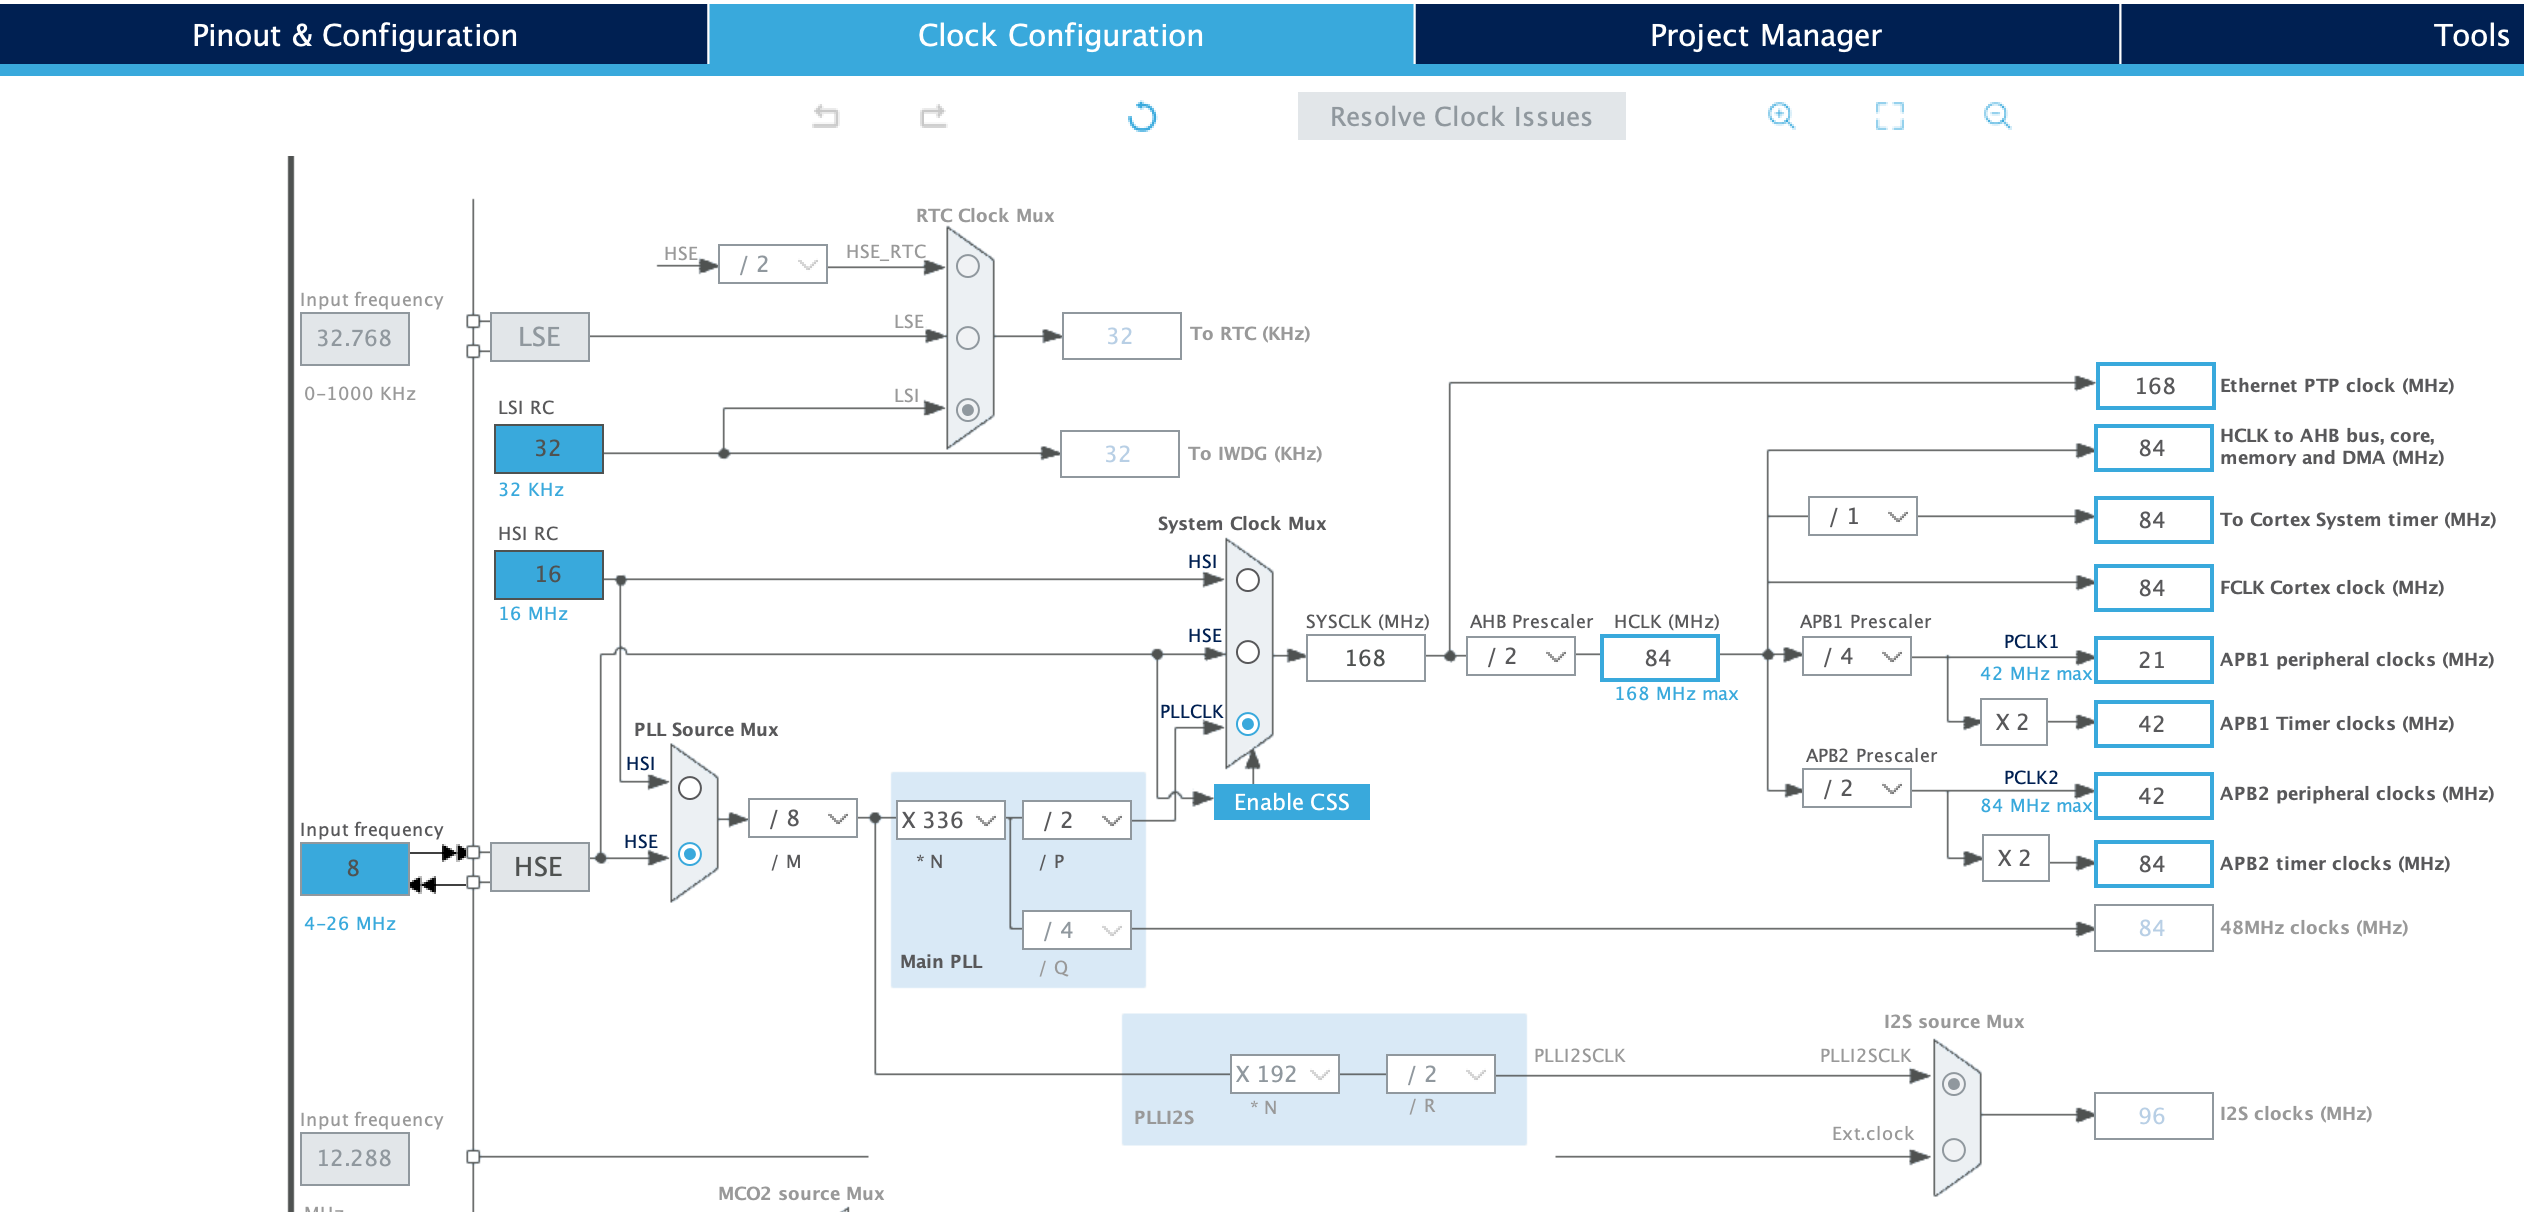 Pinout & Configuration
Clock Configuration
Project Manager
Tools
Resolve Clock Issues
RTC Clock Mux
HSE
/ 2
HSE_RTC
Input frequency
32.768
0-1000 KHz
LSE
LSE
32
To RTC (KHz)
LSI RC
LSI
32
32 KHz
32
To IWDG (KHz)
HSI RC
16
16 MHz
System Clock Mux
HSI
HSE
PLLCLK
SYSCLK (MHz)
168
AHB Prescaler
/ 2
HCLK (MHz)
84
168 MHz max
168
Ethernet PTP clock (MHz)
84
HCLK to AHB bus, core,
memory and DMA (MHz)
/ 1
84
To Cortex System timer (MHz)
84
FCLK Cortex clock (MHz)
APB1 Prescaler
/ 4
PCLK1
42 MHz max
21
APB1 peripheral clocks (MHz)
X 2
42
APB1 Timer clocks (MHz)
APB2 Prescaler
/ 2
PCLK2
84 MHz max
42
APB2 peripheral clocks (MHz)
X 2
84
APB2 timer clocks (MHz)
PLL Source Mux
HSI
HSE
Input frequency
8
4-26 MHz
HSE
/ 8
/ M
X 336
* N
/ 2
/ P
Enable CSS
/ 4
/ Q
Main PLL
84
48MHz clocks (MHz)
I2S source Mux
X 192
* N
/ 2
/ R
PLLI2S
PLLI2SCLK
PLLI2SCLK
96
I2S clocks (MHz)
Ext.clock
Input frequency
12.288
MHz
MCO2 source Mux